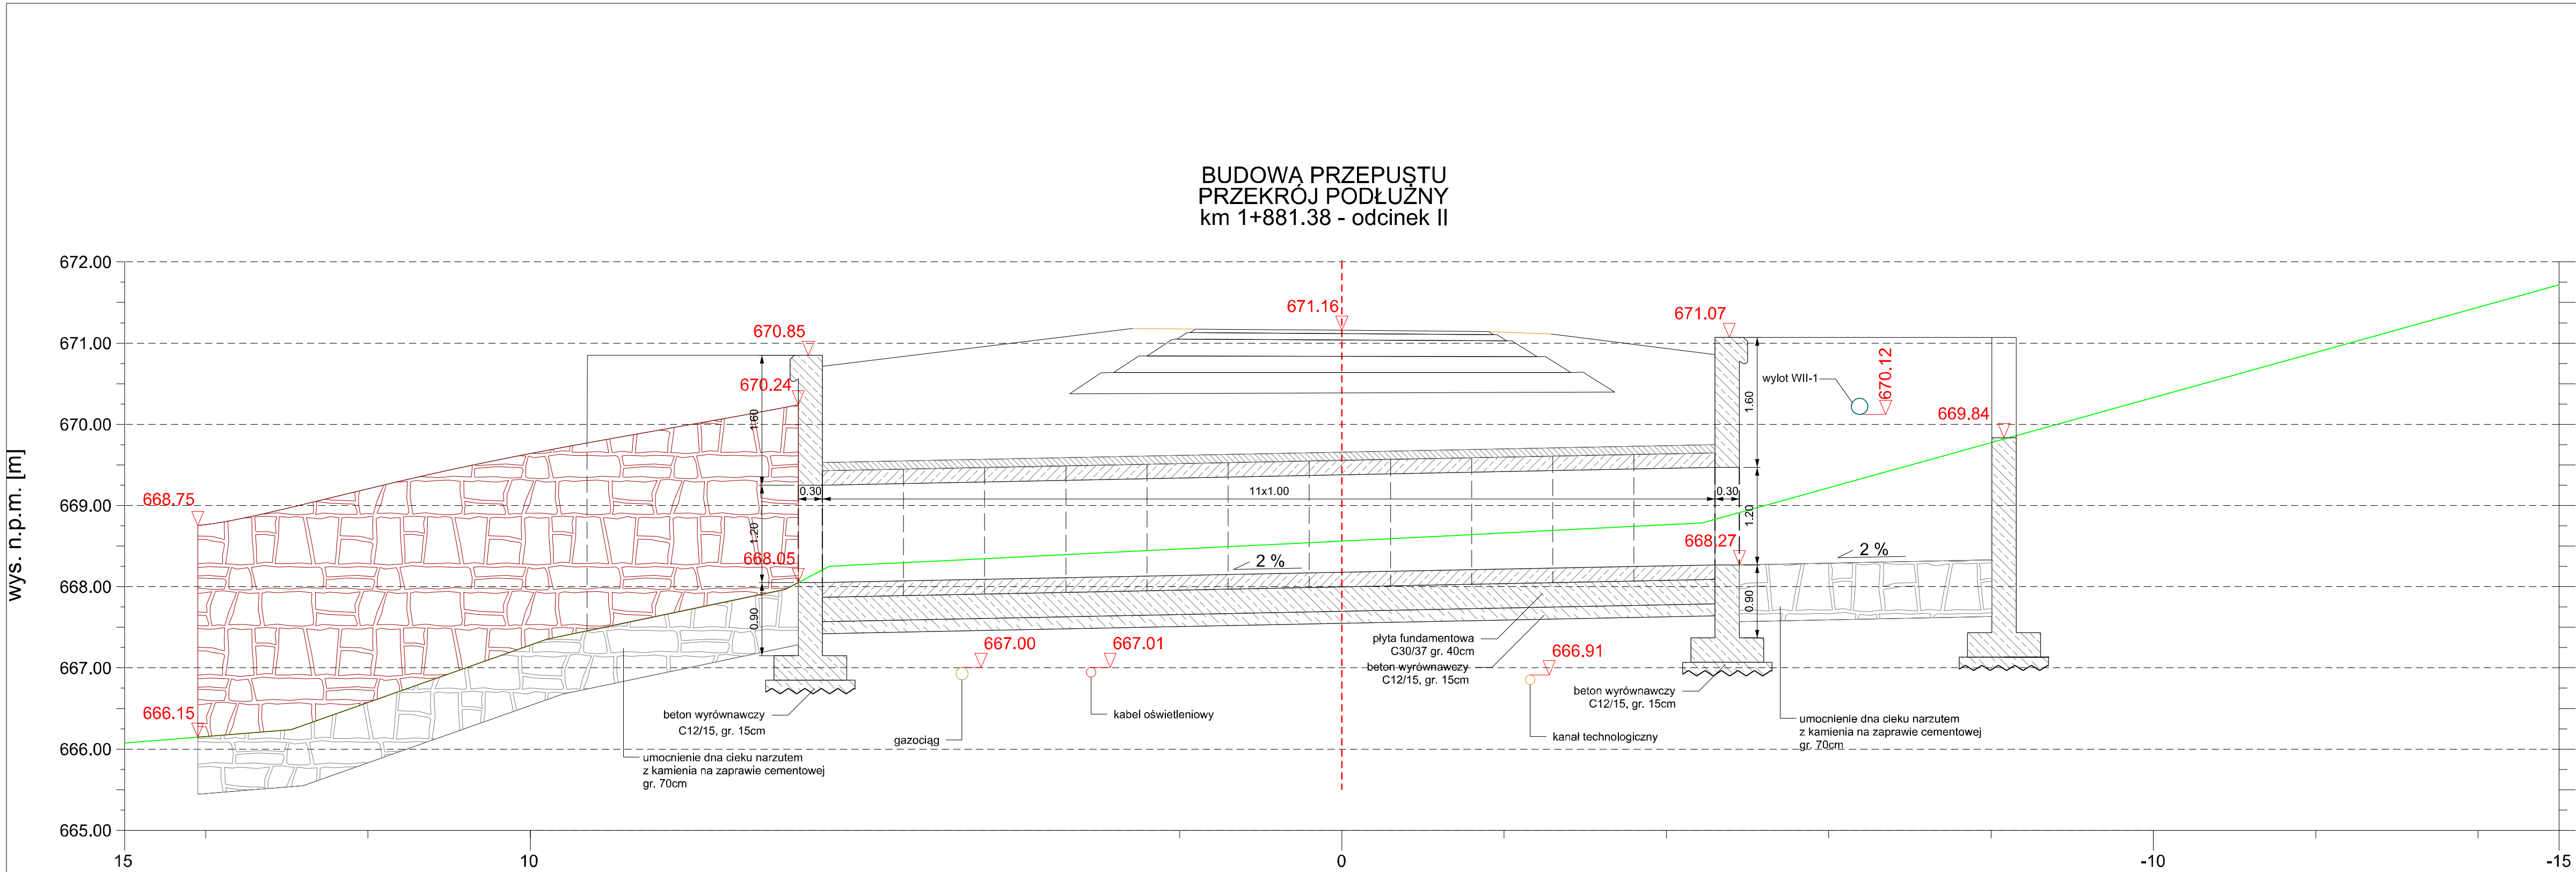 BUDOWA PRZEPUSTU
PRZEKRÓJ PODŁUŻNY
km 1+881.38 - odcinek II
wys. n.p.m. [m]
672.00
671.00
670.00
669.00
668.00
667.00
666.00
665.00
15
10
0
-10
-15
671.16
670.85
671.07
670.24
670.12
wylot WII-1
669.84
668.75
1.60
1.60
0.30
11x1.00
0.30
1.20
1.20
668.05
668.27
2 %
2 %
0.90
0.90
666.15
667.00
667.01
666.91
płyta fundamentowa
C30/37 gr. 40cm
beton wyrównawczy
C12/15, gr. 15cm
beton wyrównawczy
C12/15, gr. 15cm
beton wyrównawczy
C12/15, gr. 15cm
gazociąg
kabel oświetleniowy
kanał technologiczny
umocnienie dna cieku narzutem
z kamienia na zaprawie cementowej
gr. 70cm
umocnienie dna cieku narzutem
z kamienia na zaprawie cementowej
gr. 70cm